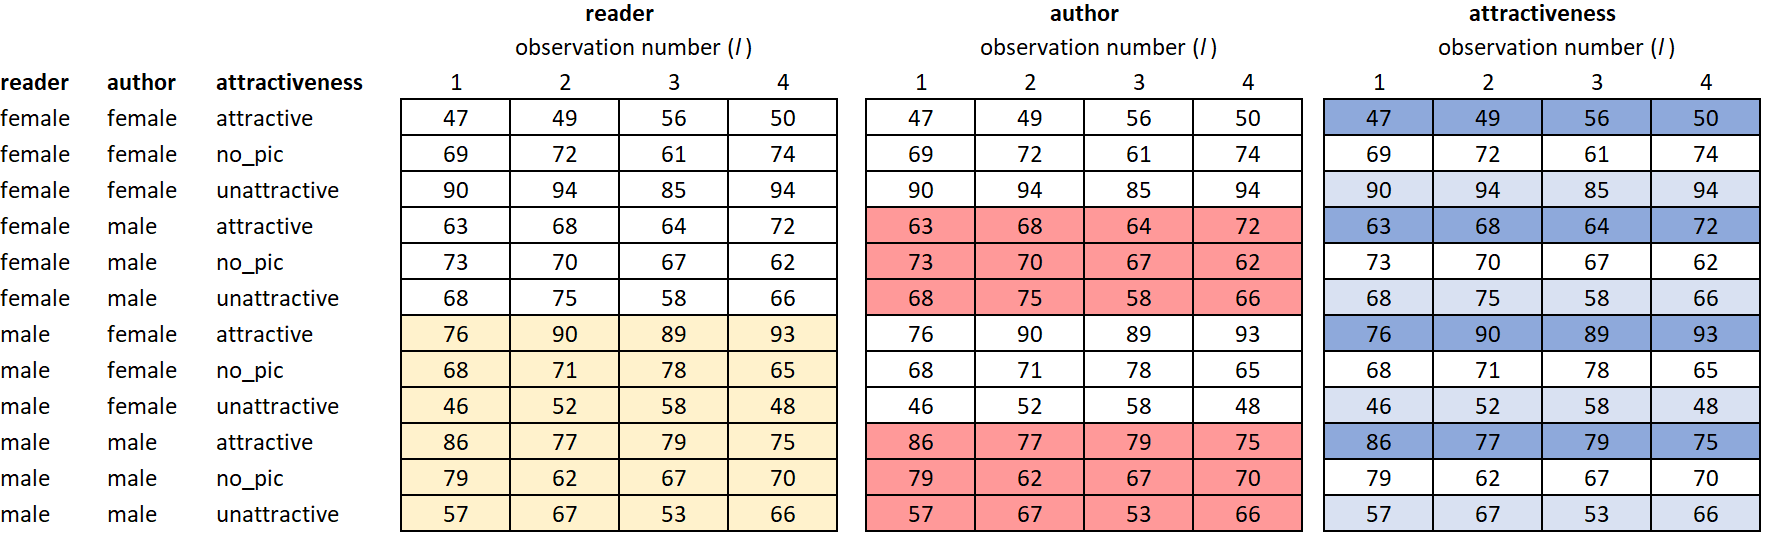 reader author attractiveness
observation number (l) observation number (l) observation number (l)
reader author attractiveness 1 2 3 4 1 2 3 4 1 2 3 4
female female attractive 47 49 56 50 47 49 56 50 47 49 56 50
female female no_pic 69 72 61 74 69 72 61 74 69 72 61 74
female female unattractive 90 94 85 94 90 94 85 94 90 94 85 94
female male attractive 63 68 64 72 63 68 64 72 63 68 64 72
female male no_pic 73 70 67 62 73 70 67 62 73 70 67 62
female male unattractive 68 75 58 66 68 75 58 66 68 75 58 66
male female attractive 76 90 89 93 76 90 89 93 76 90 89 93
male female no_pic 68 71 78 65 68 71 78 65 68 71 78 65
male female unattractive 46 52 58 48 46 52 58 48 46 52 58 48
male male attractive 86 77 79 75 86 77 79 75 86 77 79 75
male male no_pic 79 62 67 70 79 62 67 70 79 62 67 70
male male unattractive 57 67 53 66 57 67 53 66 57 67 53 66